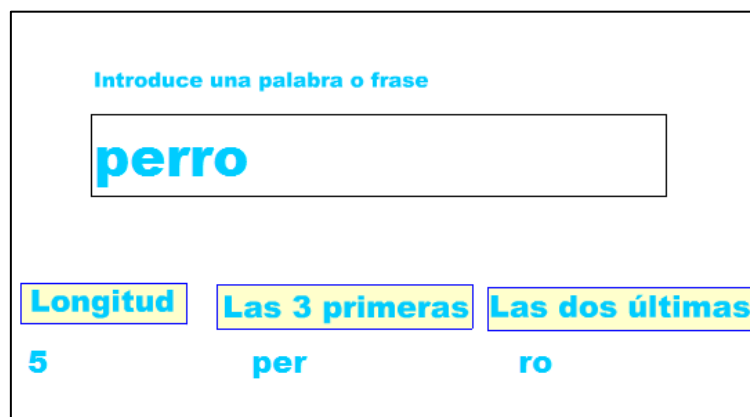 Introduce una palabra o frase
perro
Longitud Las 3 primeras Las dos últimas
5 per ro